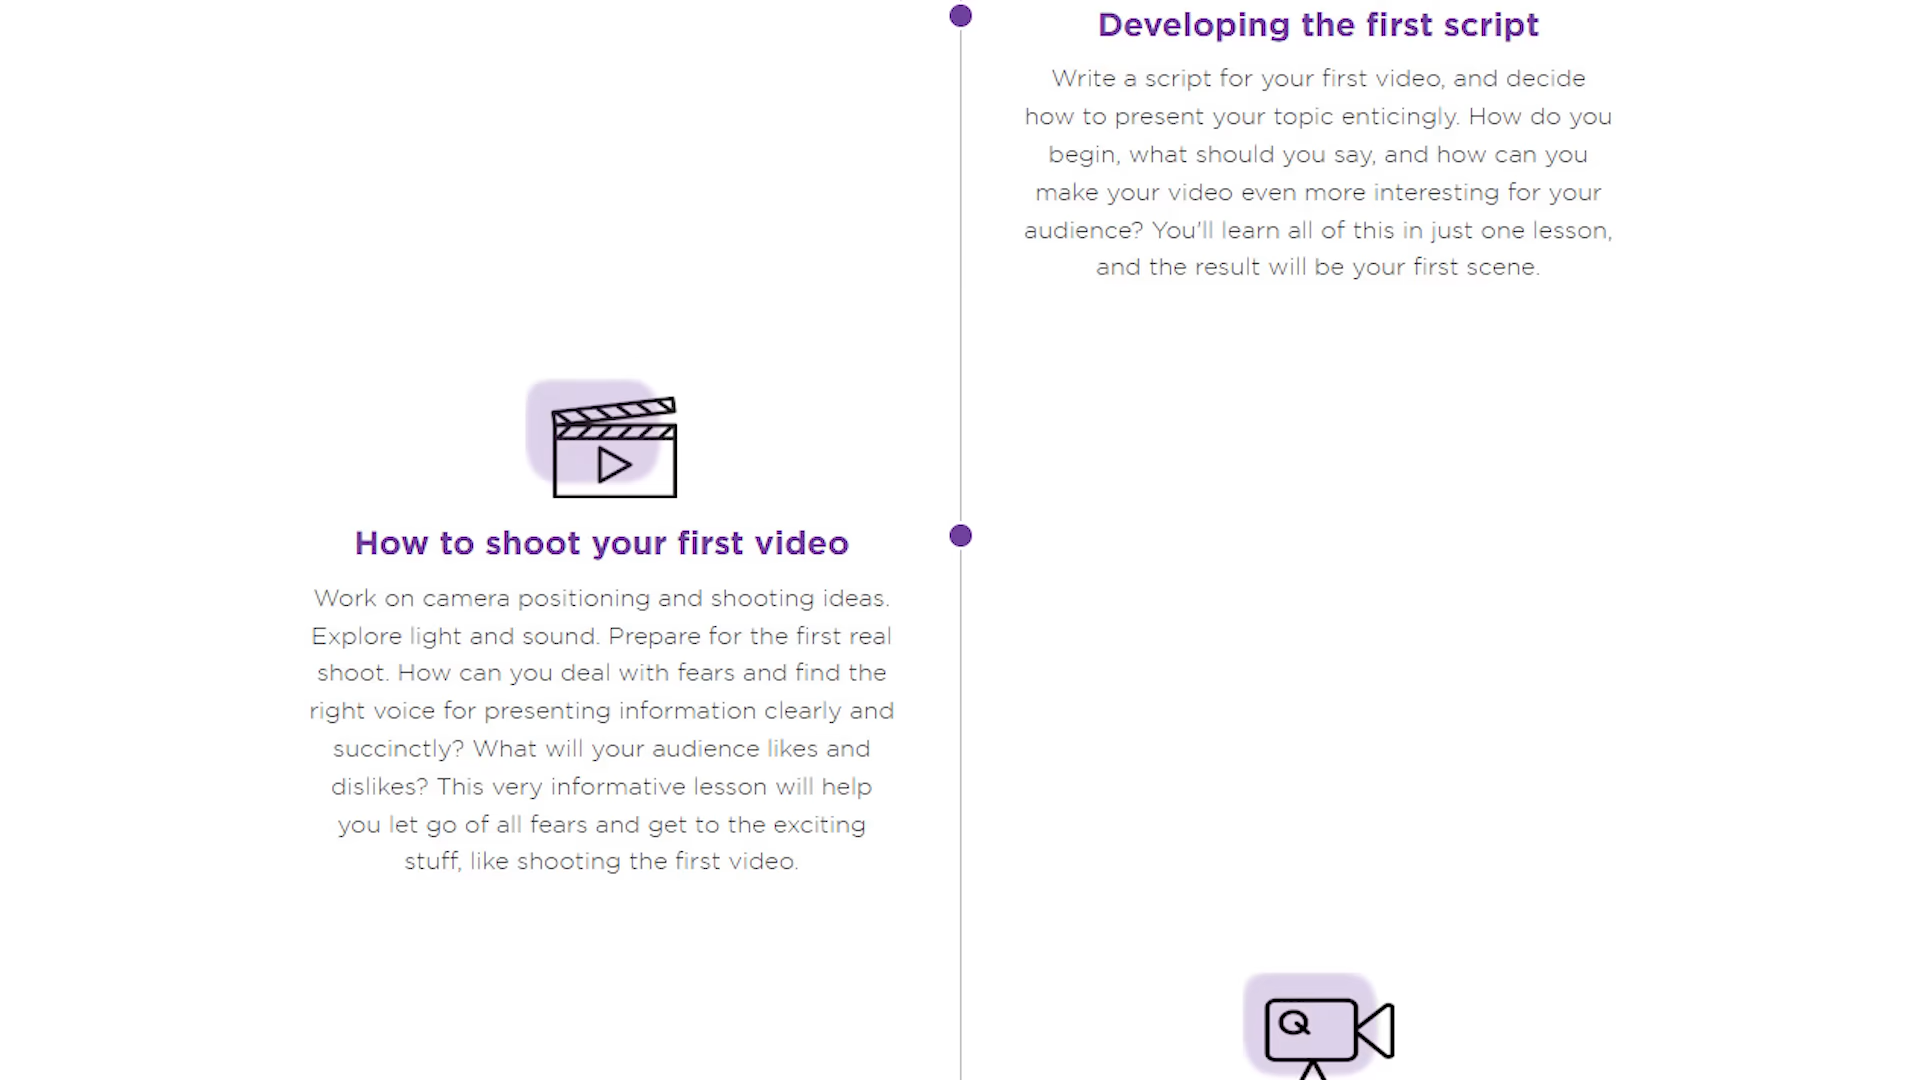 Developing the first script
Write a script for your first video, and decide
how to present your topic enticingly. How do you
begin, what should you say, and how can you
make your video even more interesting for your
audience? You'll learn all of this in just one lesson,
and the result will be your first scene.
How to shoot your first video
Work on camera positioning and shooting ideas.
Explore light and sound. Prepare for the first real
shoot. How can you deal with fears and find the
right voice for presenting information clearly and
succinctly? What will your audience likes and
dislikes? This very informative lesson will help
you let go of all fears and get to the exciting
stuff, like shooting the first video.
Q